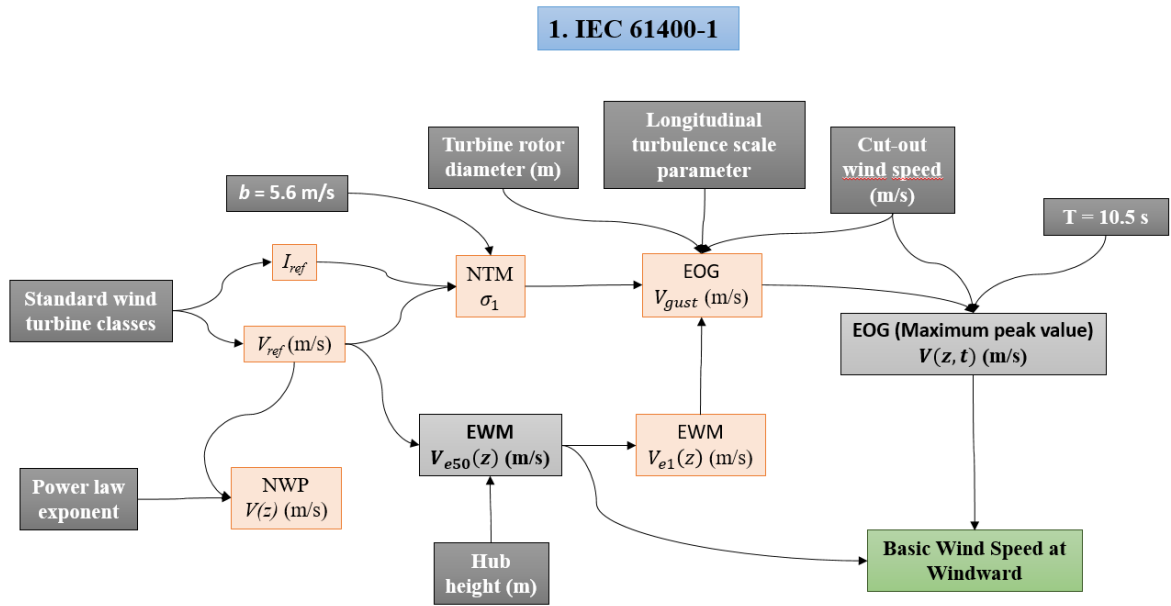 1. IEC 61400-1
Turbine rotor
diameter (m)
Longitudinal
turbulence scale
parameter
Cut-out
wind speed
(m/s)
b = 5.6 m/s
T = 10.5 s
Standard wind
turbine classes
I_ref
V_ref (m/s)
NTM
σ₁
EOG
V_gust (m/s)
EOG (Maximum peak value)
V(z, t) (m/s)
EWM
V_e50(z) (m/s)
EWM
V_e1(z) (m/s)
Power law
exponent
NWP
V(z) (m/s)
Hub
height (m)
Basic Wind Speed at
Windward